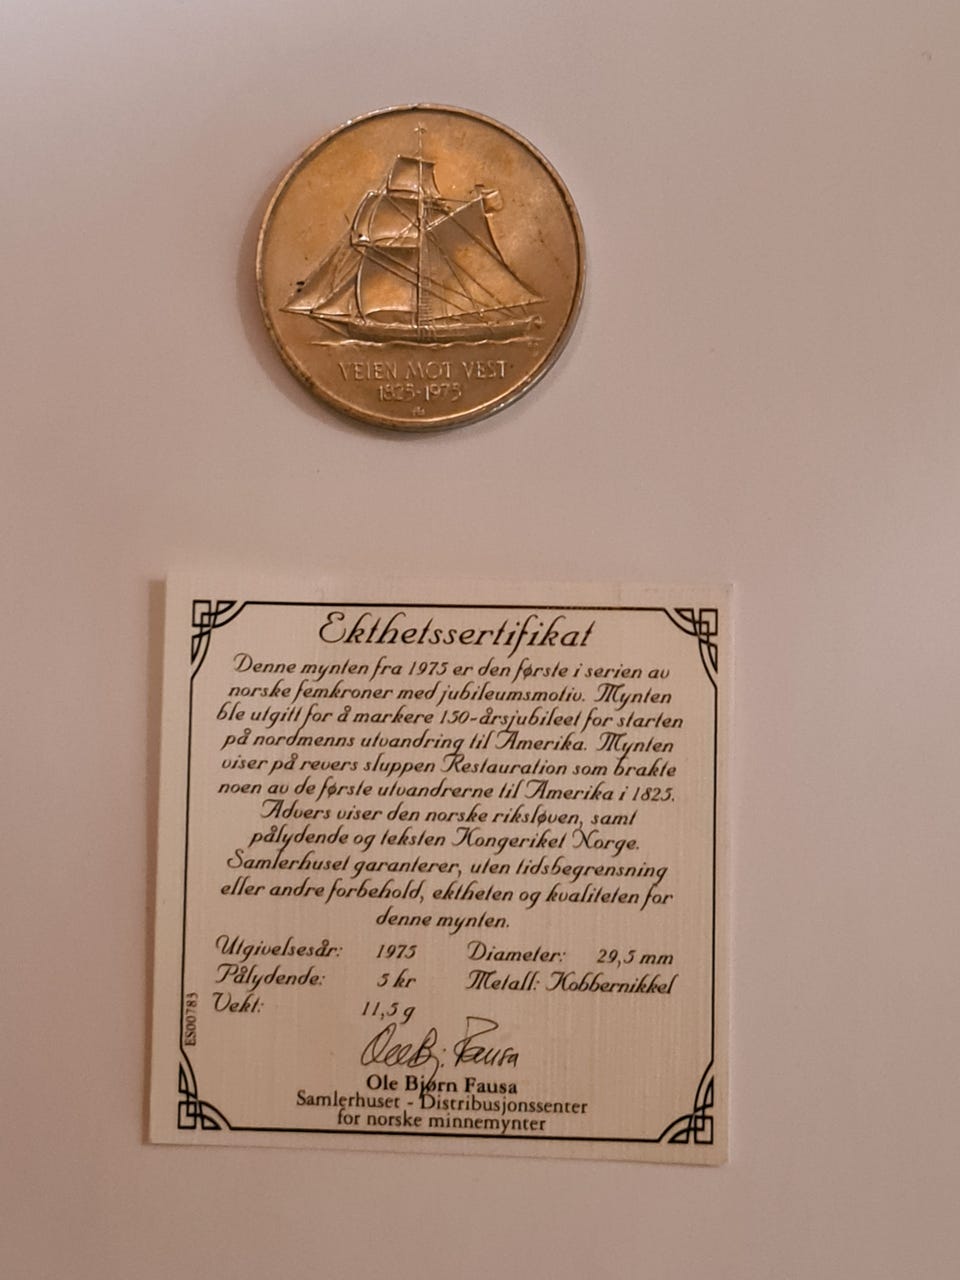 VEIEN MOT VEST
1825-1975
Ekthetssertifikat
Denne mynten fra 1975 er den første i serien av
norske femkroner med jubileumsmotiv. Mynten
ble utgitt for å markere 150-årsjubileet for starten
på nordmenns utvandring til Amerika. Mynten
viser på revers sluppen Restauration som brakte
noen av de første utvandrerne til Amerika i 1825.
Advers viser den norske riksløven, samt
pålydende og teksten Kongeriket Norge.
Samlerhuset garanterer, uten tidsbegrensning
eller andre forbehold, ektheten og kvaliteten for
denne mynten.
Utgivelsesår: 1975 Diameter: 29,5 mm
Pålydende: 5 kr Metall: Kobbernikkel
Vekt: 11,5 g
ES00783
Ole Bj. Fausa
Ole Bjørn Fausa
Samlerhuset - Distribusjonssenter
for norske minnemynter